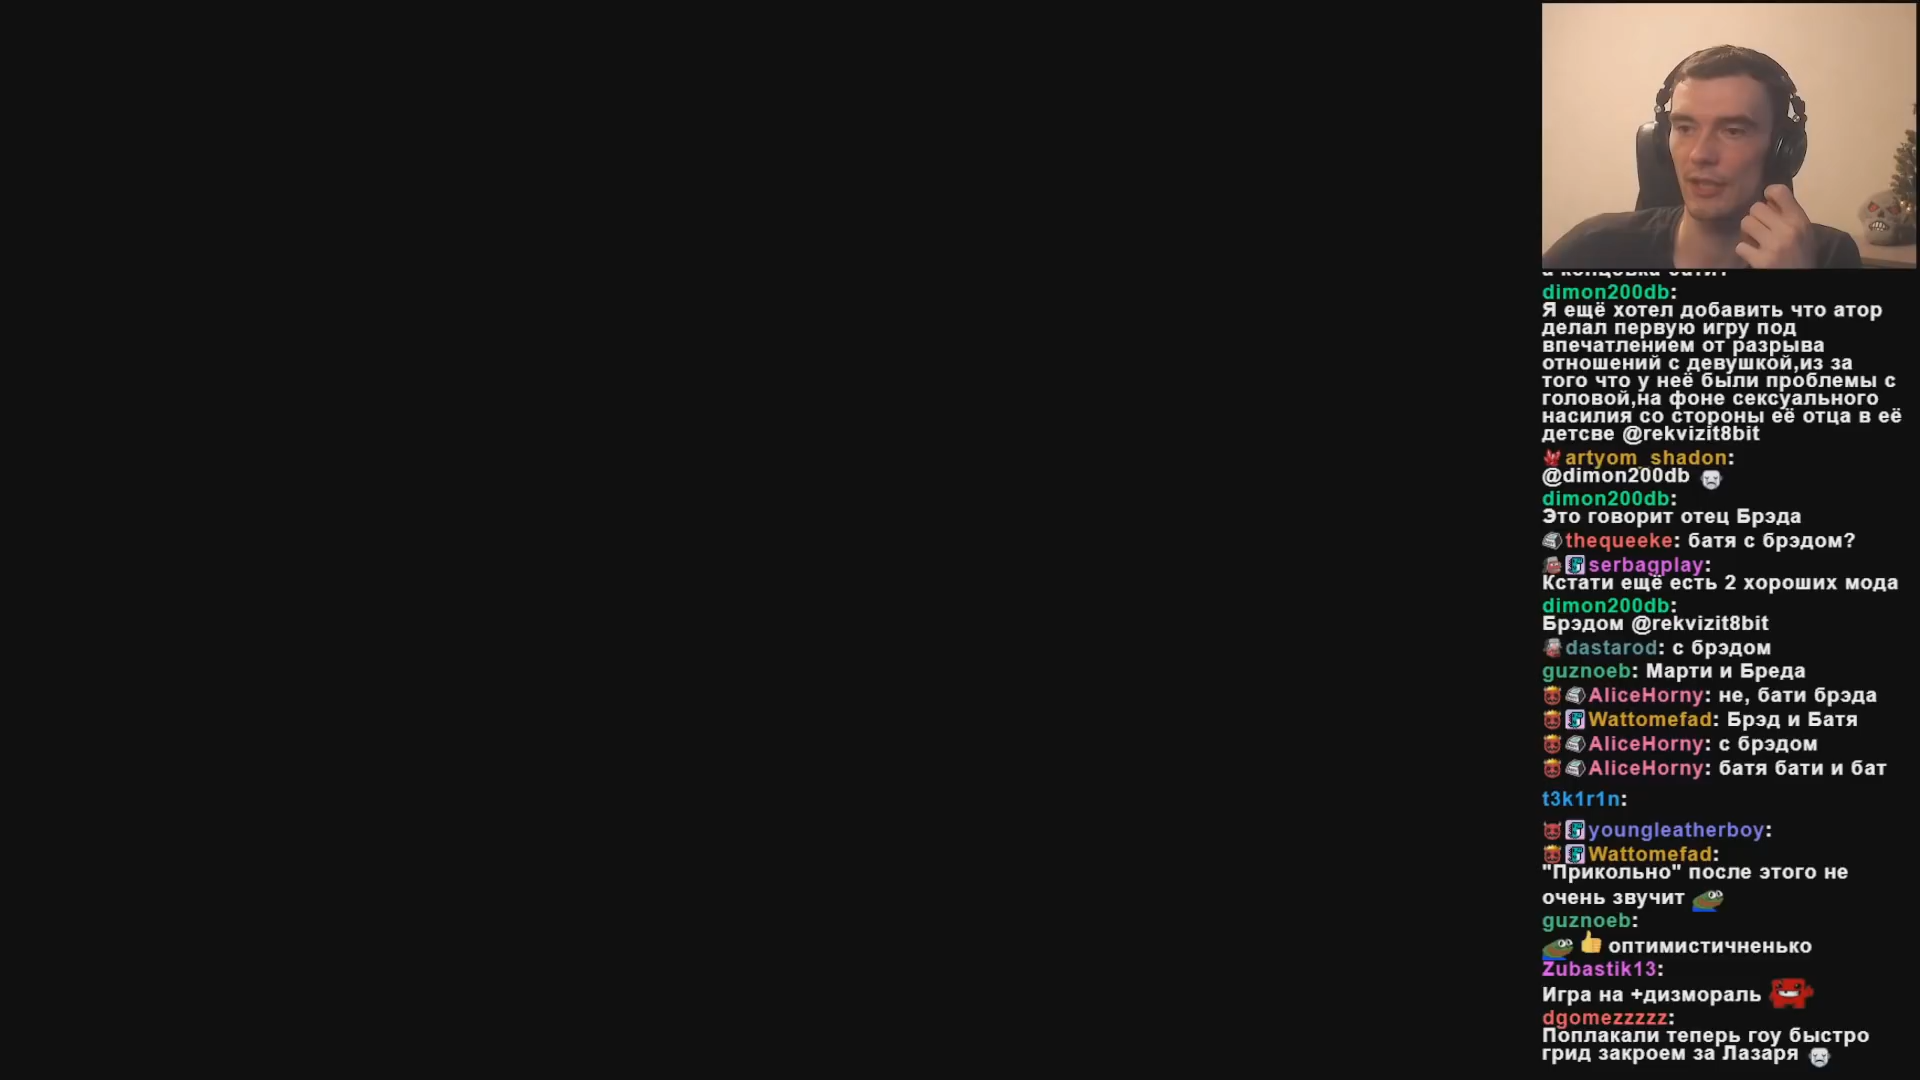 dimon200db:
Я ещё хотел добавить что атор
делал первую игру под
впечатлением от разрыва
отношений с девушкой,из за
того что у неё были проблемы с
головой,на фоне сексуального
насилия со стороны её отца в её
детсве @rekvizit8bit
artyom_shadon:
@dimon200db
dimon200db:
Это говорит отец Брэда
thequeeke: батя с брэдом?
serbagplay:
Кстати ещё есть 2 хороших мода
dimon200db:
Брэдом @rekvizit8bit
dastarod: с брэдом
guznoeb: Марти и Бреда
AliceHorny: не, бати брэда
Wattomefad: Брэд и Батя
AliceHorny: с брэдом
AliceHorny: батя бати и бат
t3k1r1n:
youngleatherboy:
Wattomefad:
"Прикольно" после этого не
очень звучит
guznoeb:
оптимистичненько
Zubastik13:
Игра на +дизмораль
dgomezzzzz:
Поплакали теперь гоу быстро
грид закроем за Лазаря